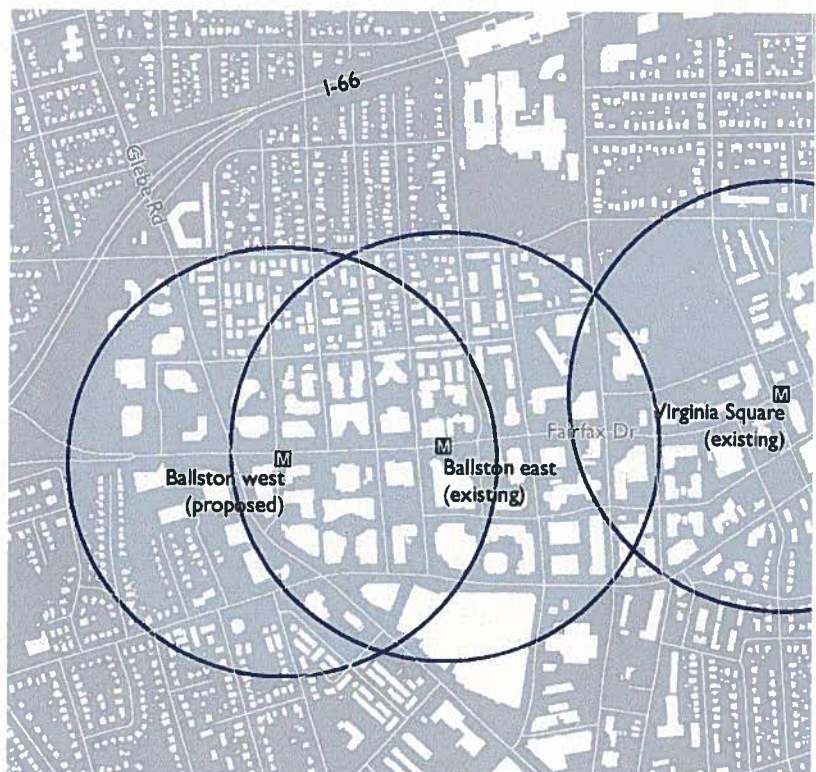 I-66
Glebe Rd
M
Virginia Square
(existing)
Fairfax Dr
M
Ballston west
(proposed)
M
Ballston east
(existing)